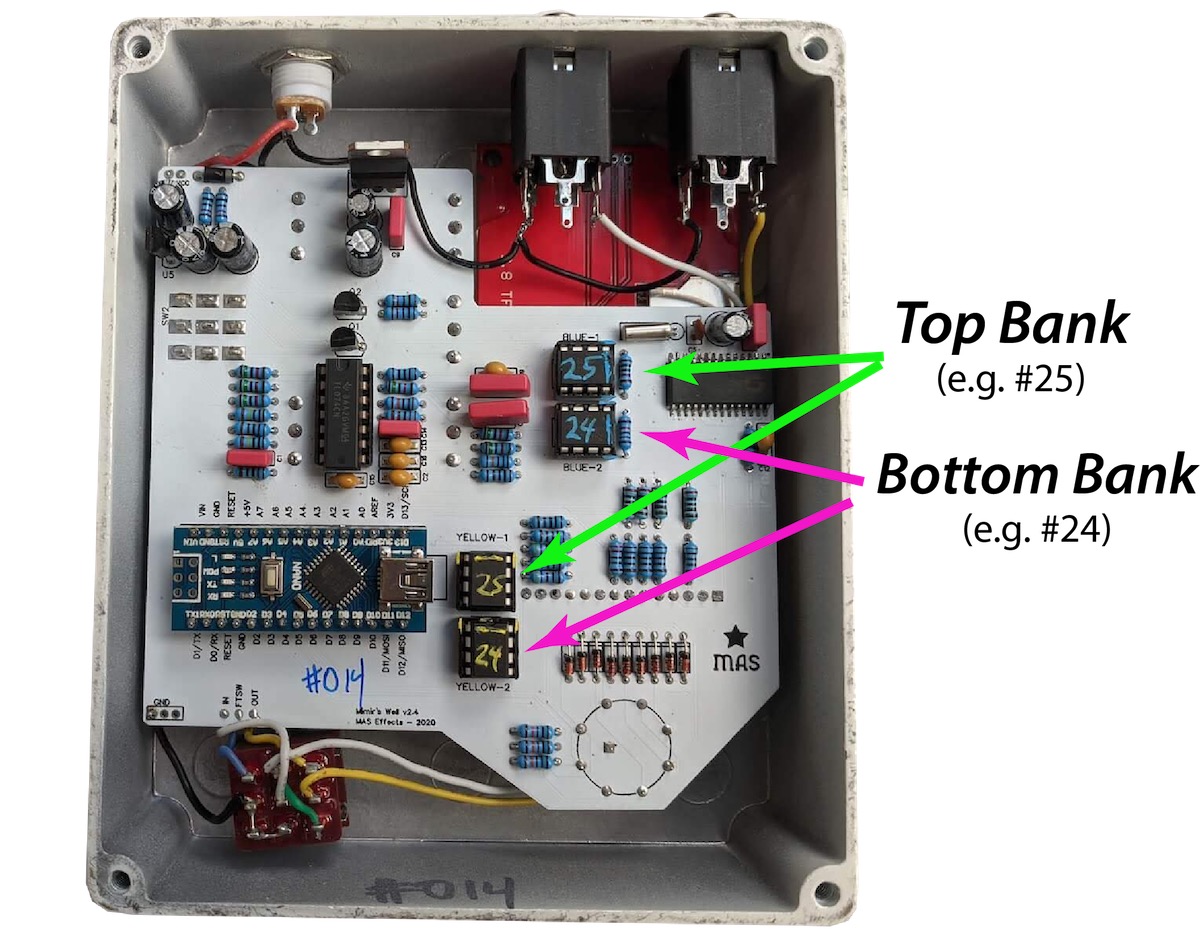 Top Bank
(e.g. #25)
Bottom Bank
(e.g. #24)
U5
SW2
BLUE-1
25
24
BLUE-2
VIN
GND
RESET
+5V
A7
A6
A5
A4
A3
A2
A1
A0
AREF
3V3
D13/SC
NANO
YELLOW-1
25
24
YELLOW-2
D1/TX
D0/RX
RESET
GND
D2
D3
D4
D5
D6
D7
D8
D9
D10
D11/MOSI
D12/MISO
MAS
#014
GND
IN
FTSW
OUT
Mimir's Well v2.4
MAS Effects - 2020
#014